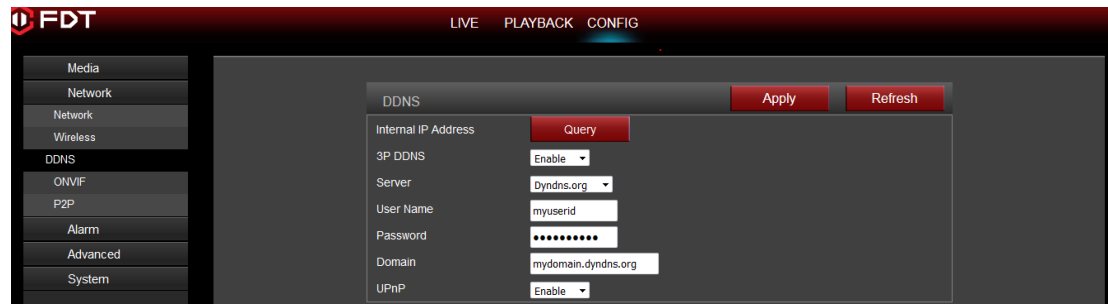 FDT
LIVE PLAYBACK CONFIG
Media
Network
Network
Wireless
DDNS
ONVIF
P2P
Alarm
Advanced
System
DDNS Apply Refresh
Internal IP Address Query
3P DDNS Enable
Server Dyndns.org
User Name myuserid
Password ••••••••••
Domain mydomain.dyndns.org
UPnP Enable